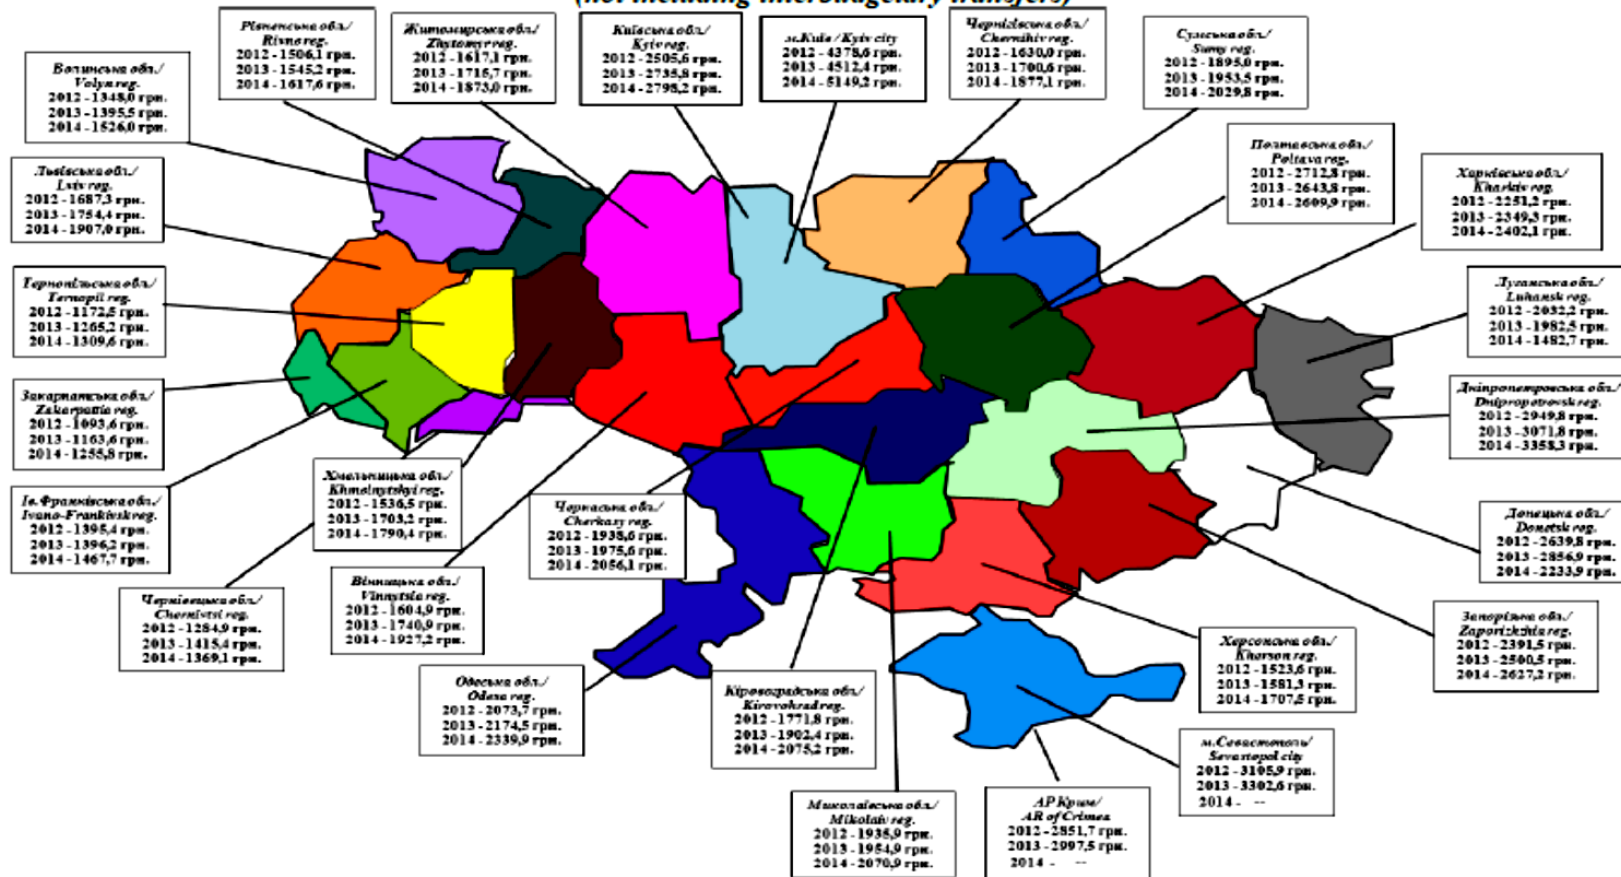 (not including interbudgetary transfers)
Рівненська обл./
Rivne reg.
2012 - 1506,1 грн.
2013 - 1545,2 грн.
2014 - 1617,6 грн.
Житомирська обл./
Zhytomyr reg.
2012 - 1617,1 грн.
2013 - 1715,7 грн.
2014 - 1873,0 грн.
Київська обл./
Kyiv reg.
2012 - 2505,6 грн.
2013 - 2735,8 грн.
2014 - 2798,2 грн.
м.Київ / Kyiv city
2012 - 4378,6 грн.
2013 - 4512,4 грн.
2014 - 5149,2 грн.
Чернігівська обл./
Chernihiv reg.
2012 - 1630,0 грн.
2013 - 1700,6 грн.
2014 - 1877,1 грн.
Сумська обл./
Sumy reg.
2012 - 1895,0 грн.
2013 - 1953,5 грн.
2014 - 2029,8 грн.
Волинська обл./
Volyn reg.
2012 - 1348,0 грн.
2013 - 1395,5 грн.
2014 - 1526,0 грн.
Полтавська обл./
Poltava reg.
2012 - 2712,8 грн.
2013 - 2643,8 грн.
2014 - 2609,9 грн.
Львівська обл./
Lviv reg.
2012 - 1687,3 грн.
2013 - 1754,4 грн.
2014 - 1907,0 грн.
Харківська обл./
Kharkiv reg.
2012 - 2251,2 грн.
2013 - 2349,3 грн.
2014 - 2402,1 грн.
Тернопільська обл./
Ternopil reg.
2012 - 1172,5 грн.
2013 - 1265,2 грн.
2014 - 1309,6 грн.
Луганська обл./
Luhansk reg.
2012 - 2032,2 грн.
2013 - 1982,5 грн.
2014 - 1482,7 грн.
Закарпатська обл./
Zakarpattia reg.
2012 - 1093,6 грн.
2013 - 1163,6 грн.
2014 - 1255,8 грн.
Дніпропетровська обл./
Dnipropetrovsk reg.
2012 - 2949,8 грн.
2013 - 3071,8 грн.
2014 - 3358,3 грн.
Ів.Франківська обл./
Ivano-Frankivsk reg.
2012 - 1395,4 грн.
2013 - 1396,2 грн.
2014 - 1467,7 грн.
Хмельницька обл./
Khmelnytskyi reg.
2012 - 1536,5 грн.
2013 - 1703,2 грн.
2014 - 1790,4 грн.
Черкаська обл./
Cherkasy reg.
2012 - 1938,6 грн.
2013 - 1975,6 грн.
2014 - 2056,1 грн.
Донецька обл./
Donetsk reg.
2012 - 2639,8 грн.
2013 - 2856,9 грн.
2014 - 2233,9 грн.
Вінницька обл./
Vinnytsia reg.
2012 - 1604,9 грн.
2013 - 1740,9 грн.
2014 - 1927,2 грн.
Чернівецька обл./
Chernivtsi reg.
2012 - 1284,9 грн.
2013 - 1415,4 грн.
2014 - 1369,1 грн.
Запорізька обл./
Zaporizhzhia reg.
2012 - 2391,5 грн.
2013 - 2500,5 грн.
2014 - 2627,2 грн.
Херсонська обл./
Kherson reg.
2012 - 1523,6 грн.
2013 - 1581,3 грн.
2014 - 1707,5 грн.
Одеська обл./
Odesa reg.
2012 - 2073,7 грн.
2013 - 2174,5 грн.
2014 - 2339,9 грн.
Кіровоградська обл./
Kirovohrad reg.
2012 - 1771,8 грн.
2013 - 1902,4 грн.
2014 - 2075,2 грн.
м.Севастополь/
Sevastopol city
2012 - 3105,9 грн.
2013 - 3302,6 грн.
2014 - --
Миколаївська обл./
Mikolaiv reg.
2012 - 1935,9 грн.
2013 - 1954,9 грн.
2014 - 2070,9 грн.
АР Крим/
AR of Crimea
2012 - 2851,7 грн.
2013 - 2997,5 грн.
2014 - --